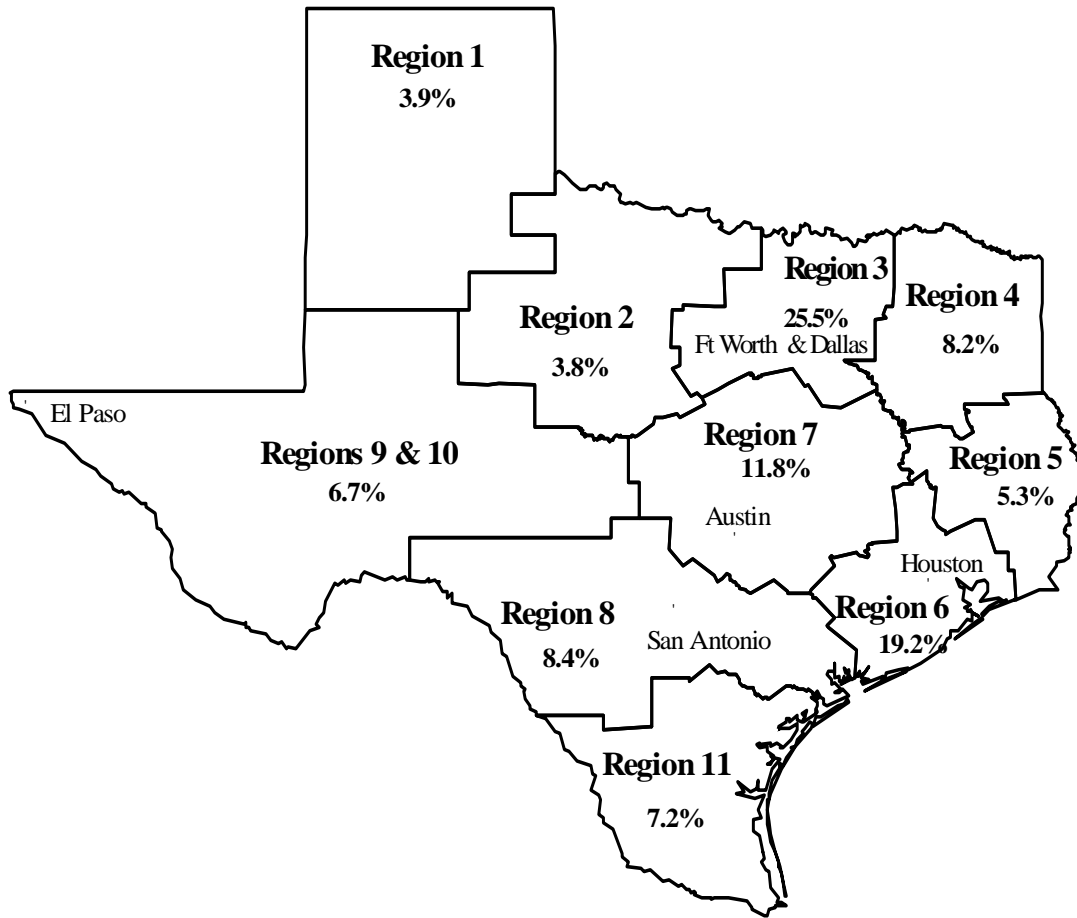 Region 1
3.9%
Region 3
25.5%
Ft Worth & Dallas
Region 4
8.2%
Region 2
3.8%
El Paso
Regions 9 & 10
6.7%
Region 7
11.8%
Austin
Region 5
5.3%
Houston
Region 6
19.2%
Region 8
8.4%
San Antonio
Region 11
7.2%